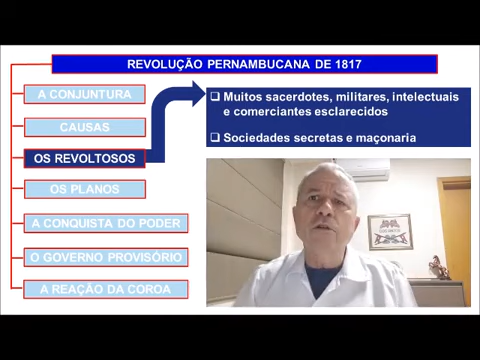 REVOLUÇÃO PERNAMBUCANA DE 1817
A CONJUNTURA
CAUSAS
OS REVOLTOSOS
OS PLANOS
A CONQUISTA DO PODER
O GOVERNO PROVISÓRIO
A REAÇÃO DA COROA
Muitos sacerdotes, militares, intelectuais
e comerciantes esclarecidos
Sociedades secretas e maçonaria